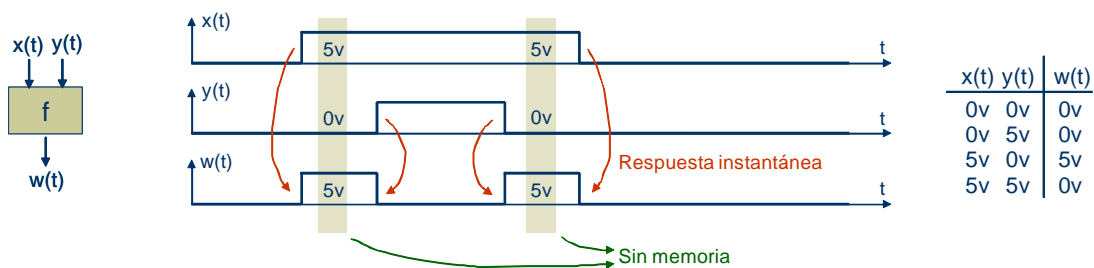 x(t) y(t)
f
w(t)
x(t)
5v
5v
t
y(t)
0v
0v
t
w(t)
5v
5v
t
Respuesta instantánea
Sin memoria
x(t) y(t) w(t)
0v 0v 0v
0v 5v 0v
5v 0v 5v
5v 5v 0v